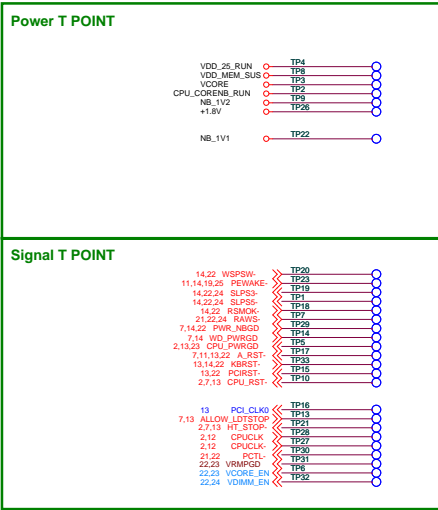 Power T POINT
VDD_25_RUN TP4
VDD_MEM_SUS TP8
VCORE TP3
CPU_CORENB_RUN TP2
NB_1V2 TP9
+1.8V TP26
NB_1V1 TP22
Signal T POINT
14,22 WSPSW- TP20
11,14,19,25 PEWAKE- TP23
14,22,24 SLPS3- TP19
14,22,24 SLPS5- TP1
14,22 RSMOK- TP18
21,22,24 RAWS- TP7
7,14,22 PWR_NBGD TP29
7,14 WD_PWRGD TP14
2,13,23 CPU_PWRGD TP5
7,11,13,22 A_RST- TP17
13,14,22 KBRST- TP33
13,22 PCIRST- TP15
2,7,13 CPU_RST- TP10
13 PCI_CLK0 TP16
7,13 ALLOW_LDTSTOP TP13
2,7,13 HT_STOP- TP21
2,12 CPUCLK TP28
2,12 CPUCLK- TP27
21,22 PCTL- TP30
22,23 VRMPGD TP31
22,23 VCORE_EN TP6
22,24 VDIMM_EN TP32